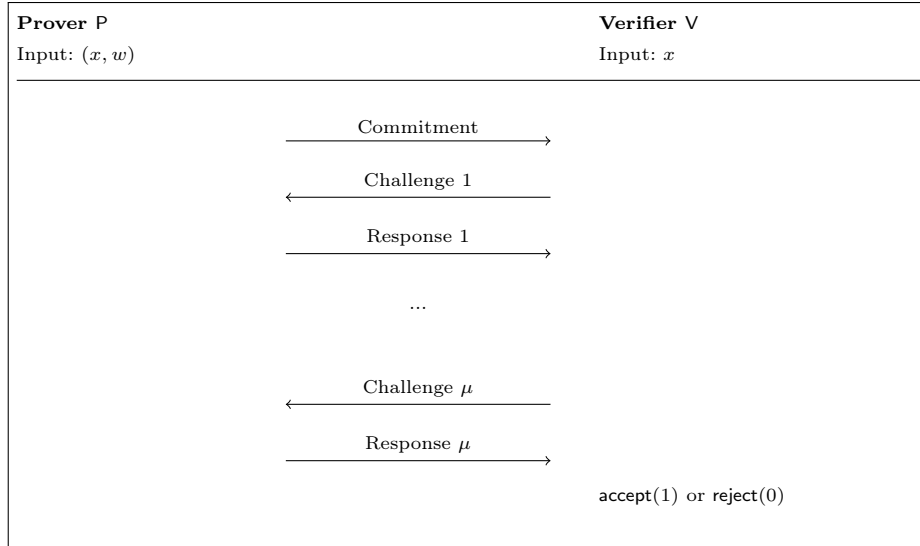 Prover P Verifier V
Input: (x, w) Input: x
Commitment
Challenge 1
Response 1
...
Challenge μ
Response μ
accept(1) or reject(0)